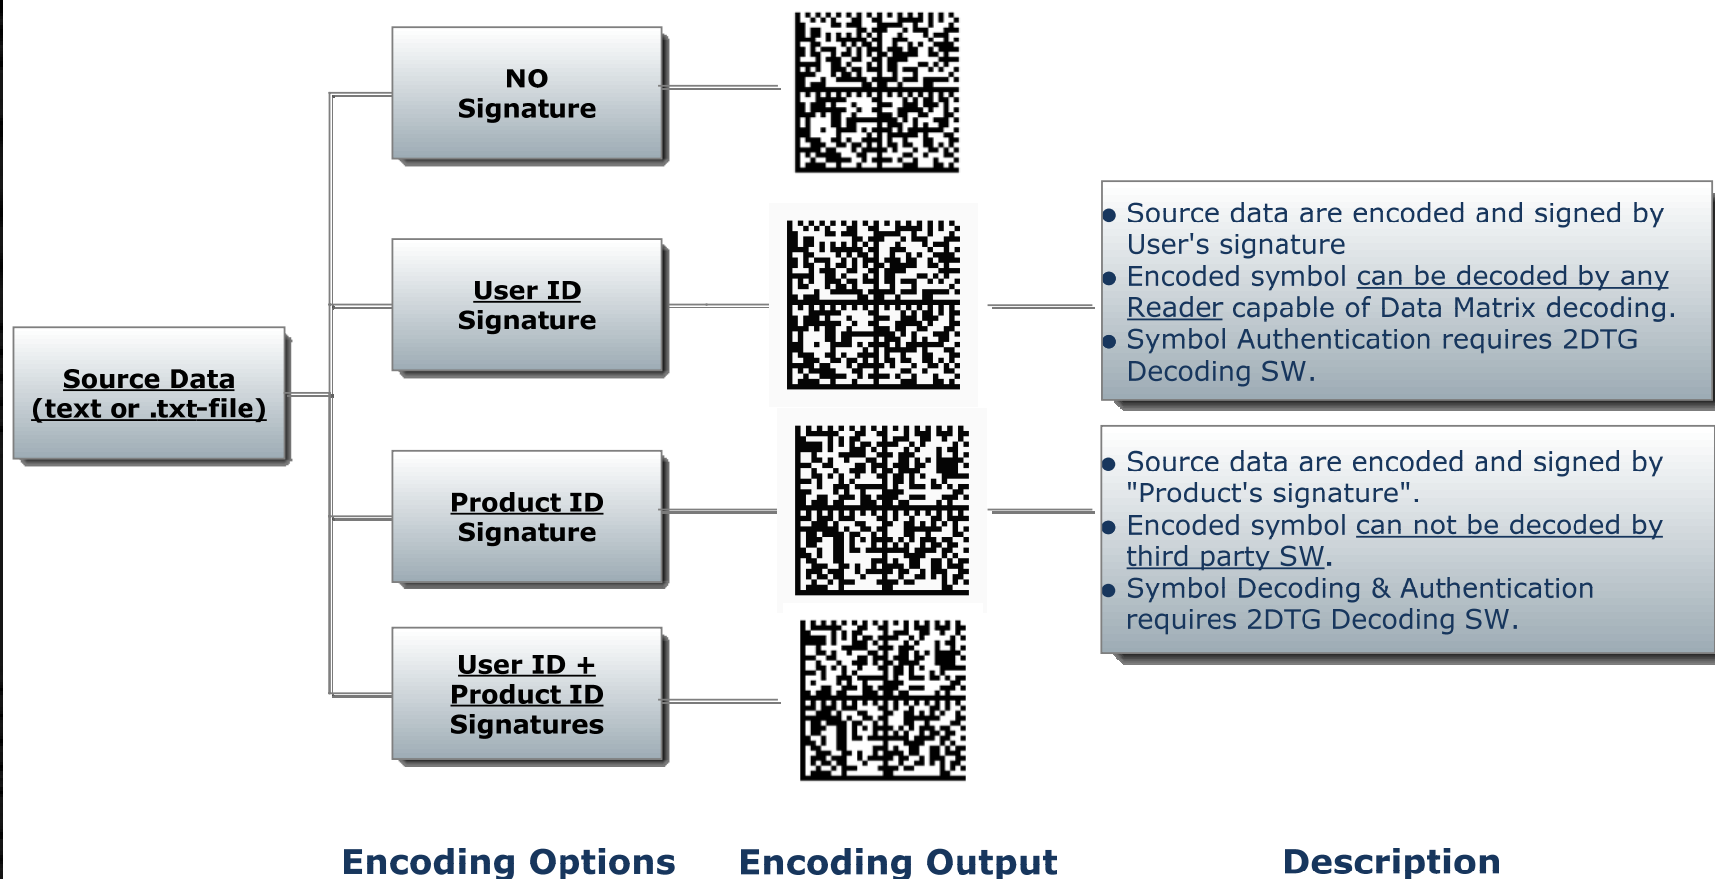 NO
Signature
User ID
Signature
Source Data
(text or .txt-file)
Product ID
Signature
User ID +
Product ID
Signatures
● Source data are encoded and signed by
User's signature
● Encoded symbol can be decoded by any
Reader capable of Data Matrix decoding.
● Symbol Authentication requires 2DTG
Decoding SW.
● Source data are encoded and signed by
"Product's signature".
● Encoded symbol can not be decoded by
third party SW.
● Symbol Decoding & Authentication
requires 2DTG Decoding SW.
Encoding Options
Encoding Output
Description